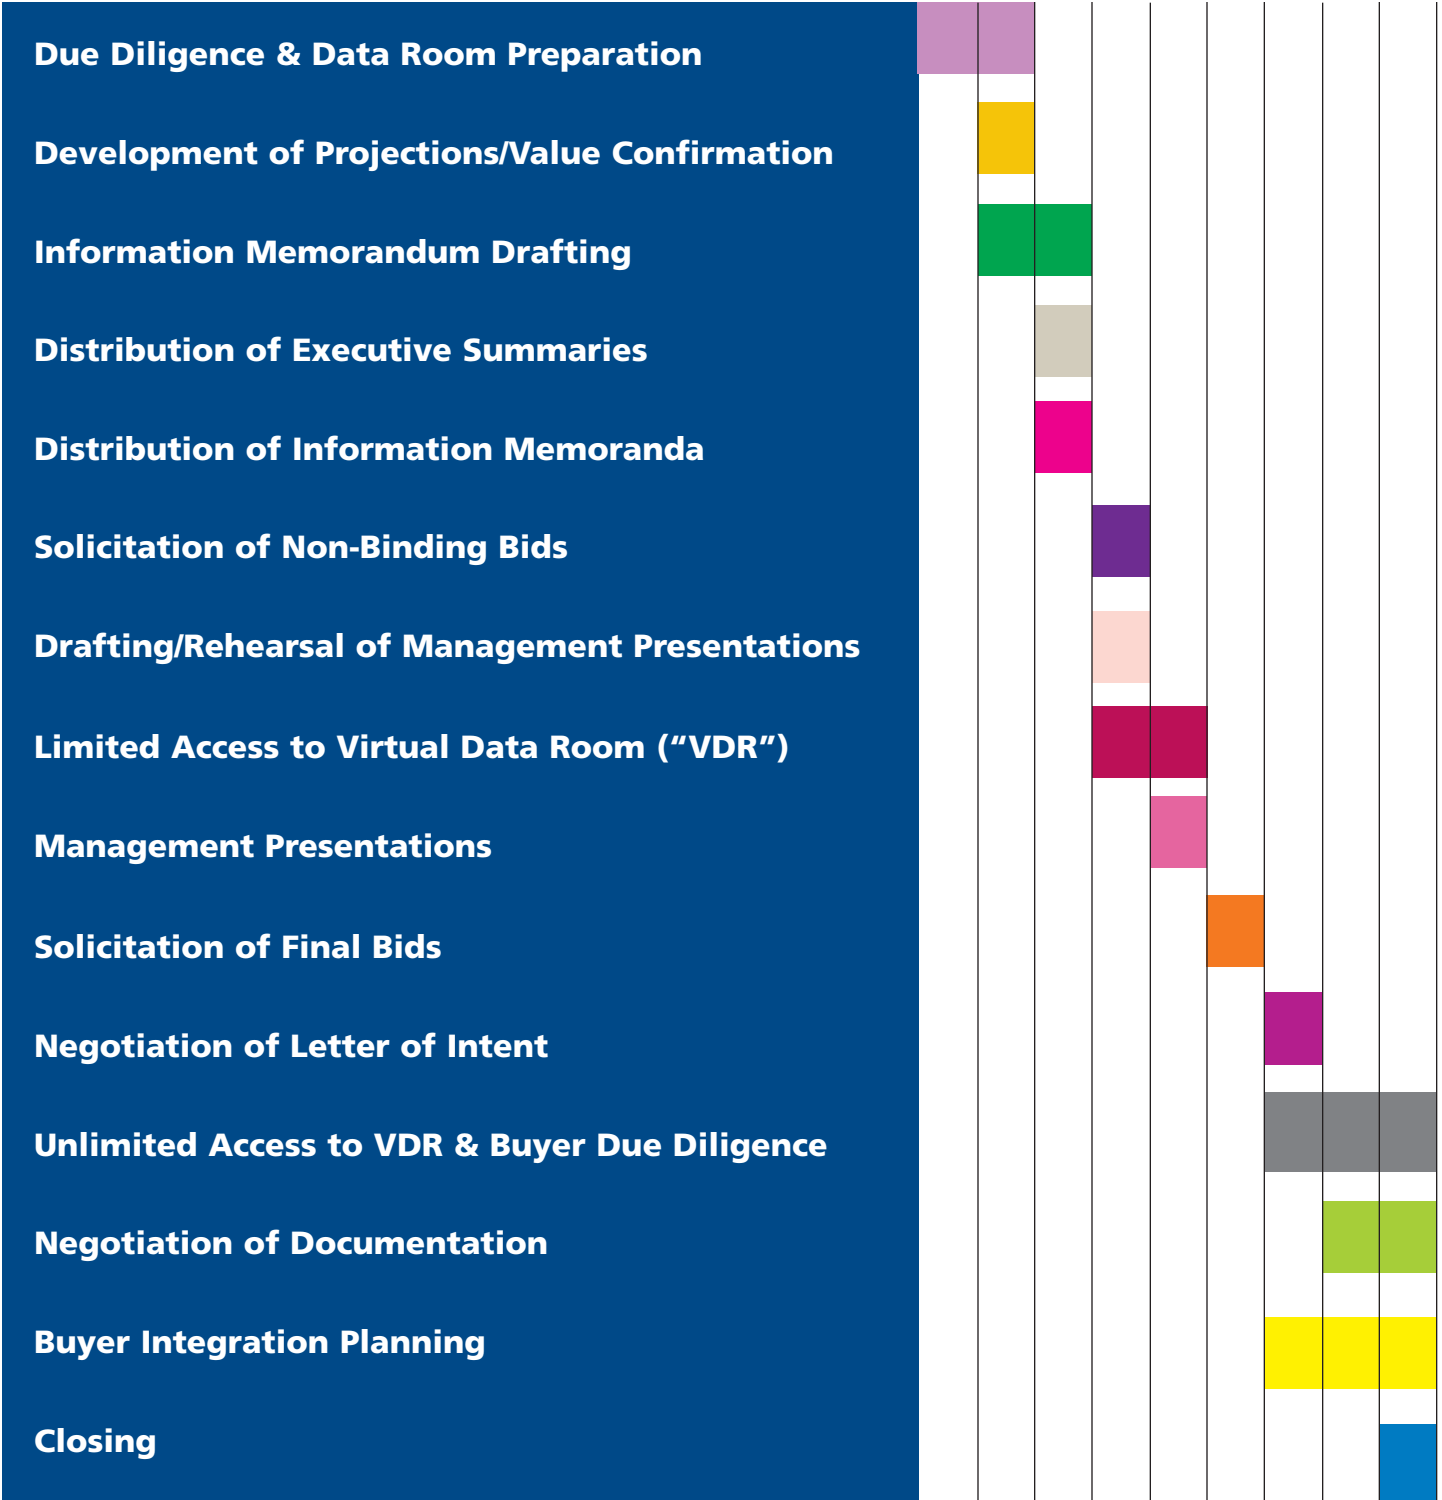 Due Diligence & Data Room Preparation
Development of Projections/Value Confirmation
Information Memorandum Drafting
Distribution of Executive Summaries
Distribution of Information Memoranda
Solicitation of Non-Binding Bids
Drafting/Rehearsal of Management Presentations
Limited Access to Virtual Data Room (“VDR”)
Management Presentations
Solicitation of Final Bids
Negotiation of Letter of Intent
Unlimited Access to VDR & Buyer Due Diligence
Negotiation of Documentation
Buyer Integration Planning
Closing